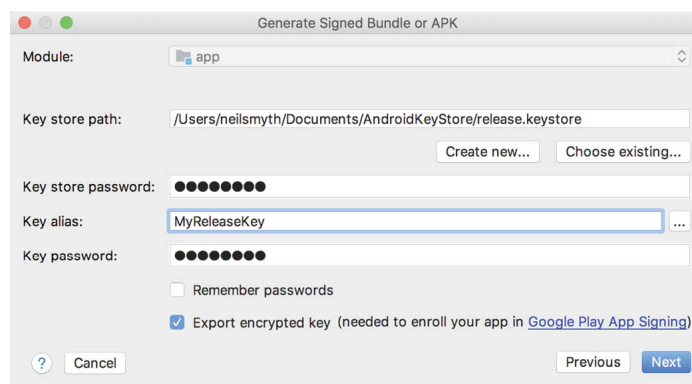 Generate Signed Bundle or APK
Module: app
Key store path: /Users/neilsmyth/Documents/AndroidKeyStore/release.keystore
Create new... Choose existing...
Key store password: ●●●●●●●●
Key alias: MyReleaseKey ...
Key password: ●●●●●●●●
Remember passwords
Export encrypted key (needed to enroll your app in Google Play App Signing)
? Cancel Previous Next